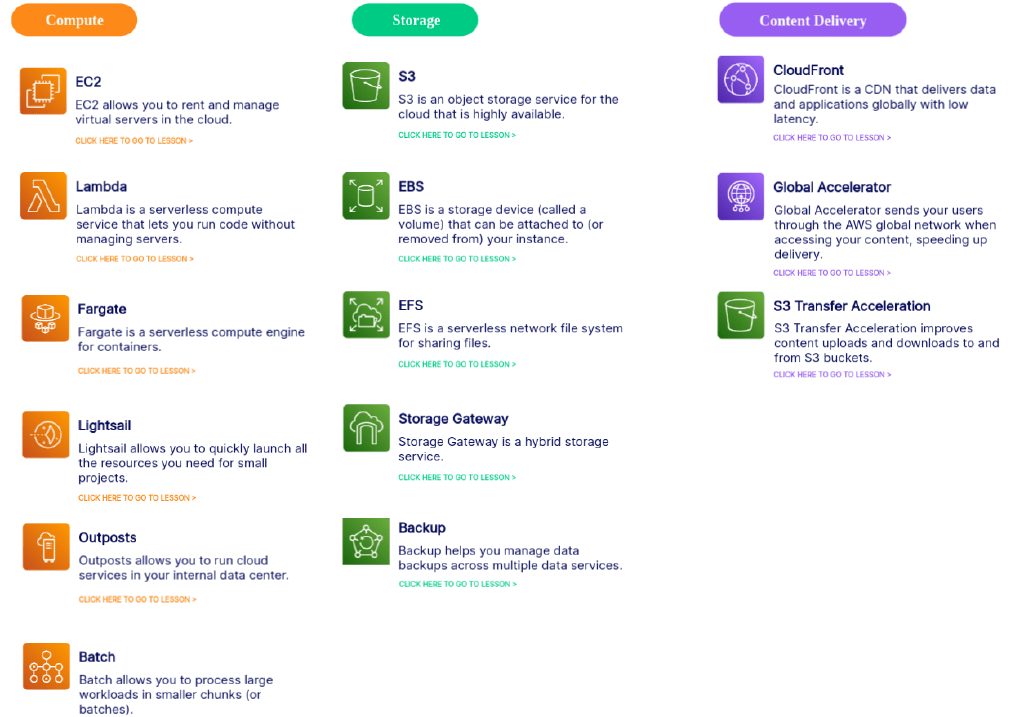 Compute
EC2
EC2 allows you to rent and manage
virtual servers in the cloud.
CLICK HERE TO GO TO LESSON >
Lambda
Lambda is a serverless compute
service that lets you run code without
managing servers.
CLICK HERE TO GO TO LESSON >
Fargate
Fargate is a serverless compute engine
for containers.
CLICK HERE TO GO TO LESSON >
Lightsail
Lightsail allows you to quickly launch all
the resources you need for small
projects.
CLICK HERE TO GO TO LESSON >
Outposts
Outposts allows you to run cloud
services in your internal data center.
CLICK HERE TO GO TO LESSON >
Batch
Batch allows you to process large
workloads in smaller chunks (or
batches).
Storage
S3
S3 is an object storage service for the
cloud that is highly available.
CLICK HERE TO GO TO LESSON >
EBS
EBS is a storage device (called a
volume) that can be attached to (or
removed from) your instance.
CLICK HERE TO GO TO LESSON >
EFS
EFS is a serverless network file system
for sharing files.
CLICK HERE TO GO TO LESSON >
Storage Gateway
Storage Gateway is a hybrid storage
service.
CLICK HERE TO GO TO LESSON >
Backup
Backup helps you manage data
backups across multiple data services.
CLICK HERE TO GO TO LESSON >
Content Delivery
CloudFront
CloudFront is a CDN that delivers data
and applications globally with low
latency.
CLICK HERE TO GO TO LESSON >
Global Accelerator
Global Accelerator sends your users
through the AWS global network when
accessing your content, speeding up
delivery.
CLICK HERE TO GO TO LESSON >
S3 Transfer Acceleration
S3 Transfer Acceleration improves
content uploads and downloads to and
from S3 buckets.
CLICK HERE TO GO TO LESSON >